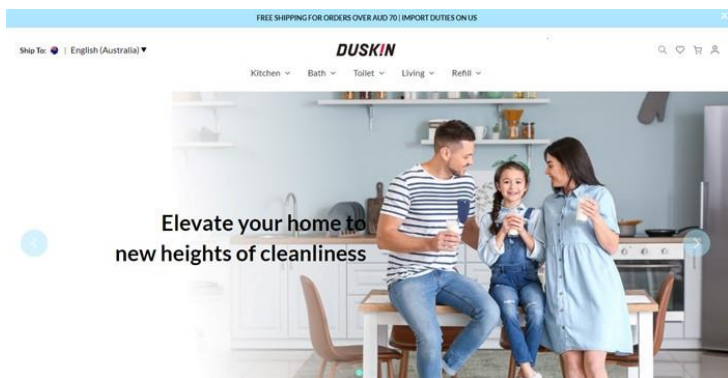 FREE SHIPPING FOR ORDERS OVER AUD 70 | IMPORT DUTIES ON US
Ship To: | English (Australia) ▼
DUSKIN
Kitchen Bath Toilet Living Refill
Elevate your home to
new heights of cleanliness